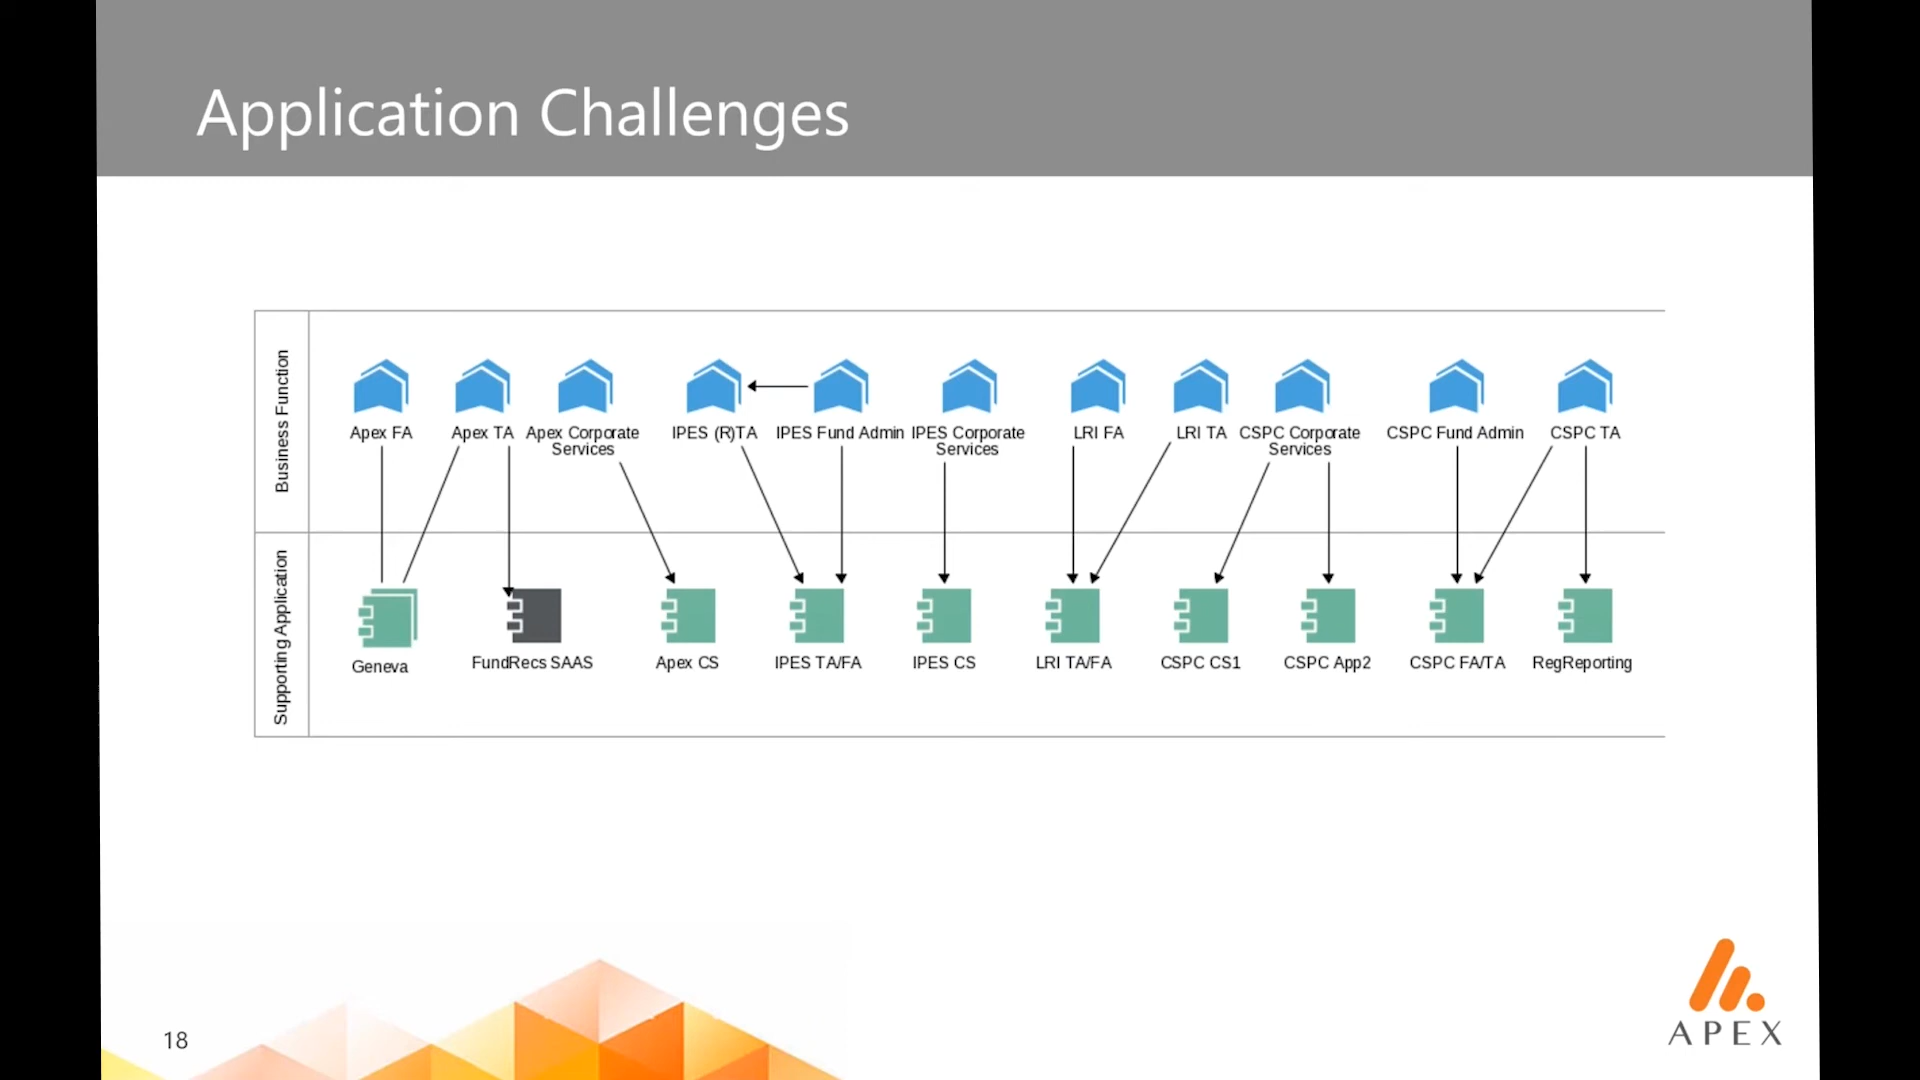 Application Challenges
Business Function
Apex FA
Apex TA
Apex Corporate
Services
IPES (R)TA
IPES Fund Admin
IPES Corporate
Services
LRI FA
LRI TA
CSPC Corporate
Services
CSPC Fund Admin
CSPC TA
Supporting Application
Geneva
FundRecs SAAS
Apex CS
IPES TA/FA
IPES CS
LRI TA/FA
CSPC CS1
CSPC App2
CSPC FA/TA
RegReporting
18
APEX